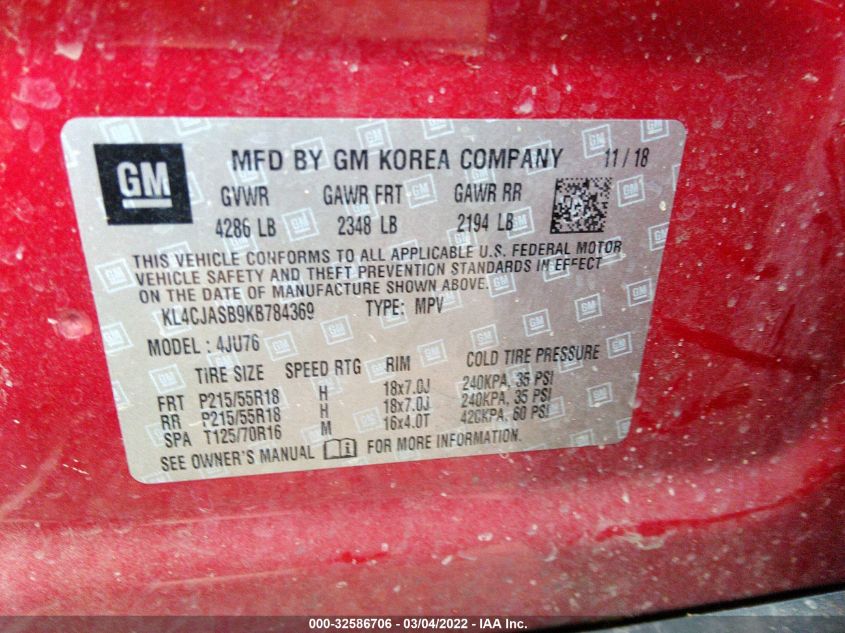 GM MFD BY GM KOREA COMPANY 11/18
GVWR GAWR FRT GAWR RR
4286 LB 2348 LB 2194 LB
THIS VEHICLE CONFORMS TO ALL APPLICABLE U.S. FEDERAL MOTOR
VEHICLE SAFETY AND THEFT PREVENTION STANDARDS IN EFFECT
ON THE DATE OF MANUFACTURE SHOWN ABOVE.
KL4CJASB9KB784369 TYPE: MPV
MODEL : 4JU76
TIRE SIZE SPEED RTG RIM COLD TIRE PRESSURE
FRT P215/55R18 H 18x7.0J 240KPA, 35 PSI
RR P215/55R18 H 18x7.0J 240KPA, 35 PSI
SPA T125/70R16 M 16x4.0T 420KPA, 60 PSI
SEE OWNER'S MANUAL FOR MORE INFORMATION.
000-32586706 - 03/04/2022 - IAA Inc.